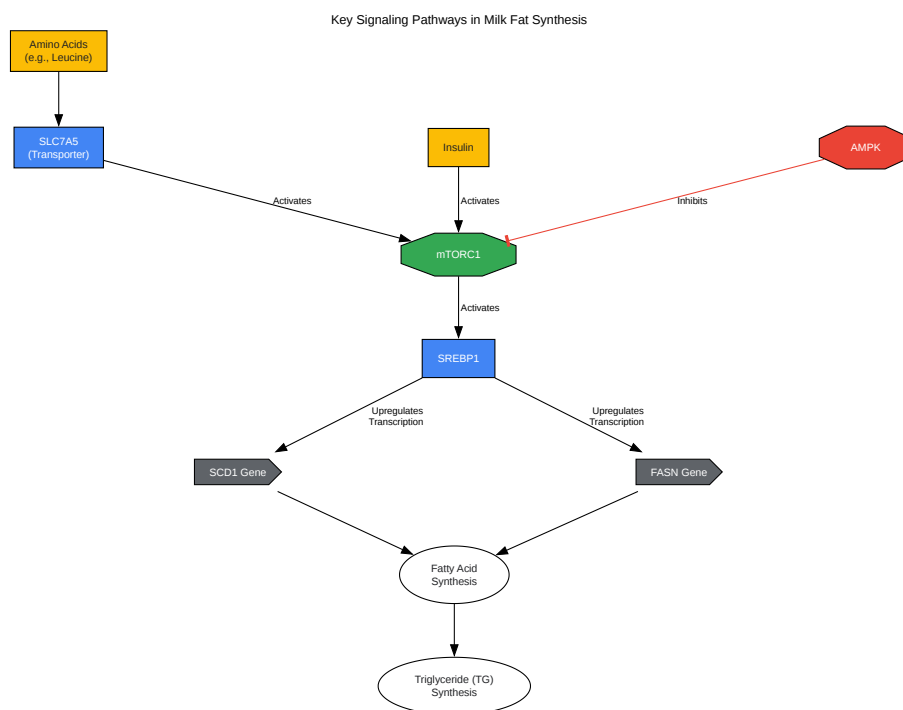 Key Signaling Pathways in Milk Fat Synthesis
Amino Acids
(e.g., Leucine)
SLC7A5
(Transporter)
Insulin
AMPK
Activates
Activates
Inhibits
mTORC1
Activates
SREBP1
Upregulates
Transcription
Upregulates
Transcription
SCD1 Gene
FASN Gene
Fatty Acid
Synthesis
Triglyceride (TG)
Synthesis